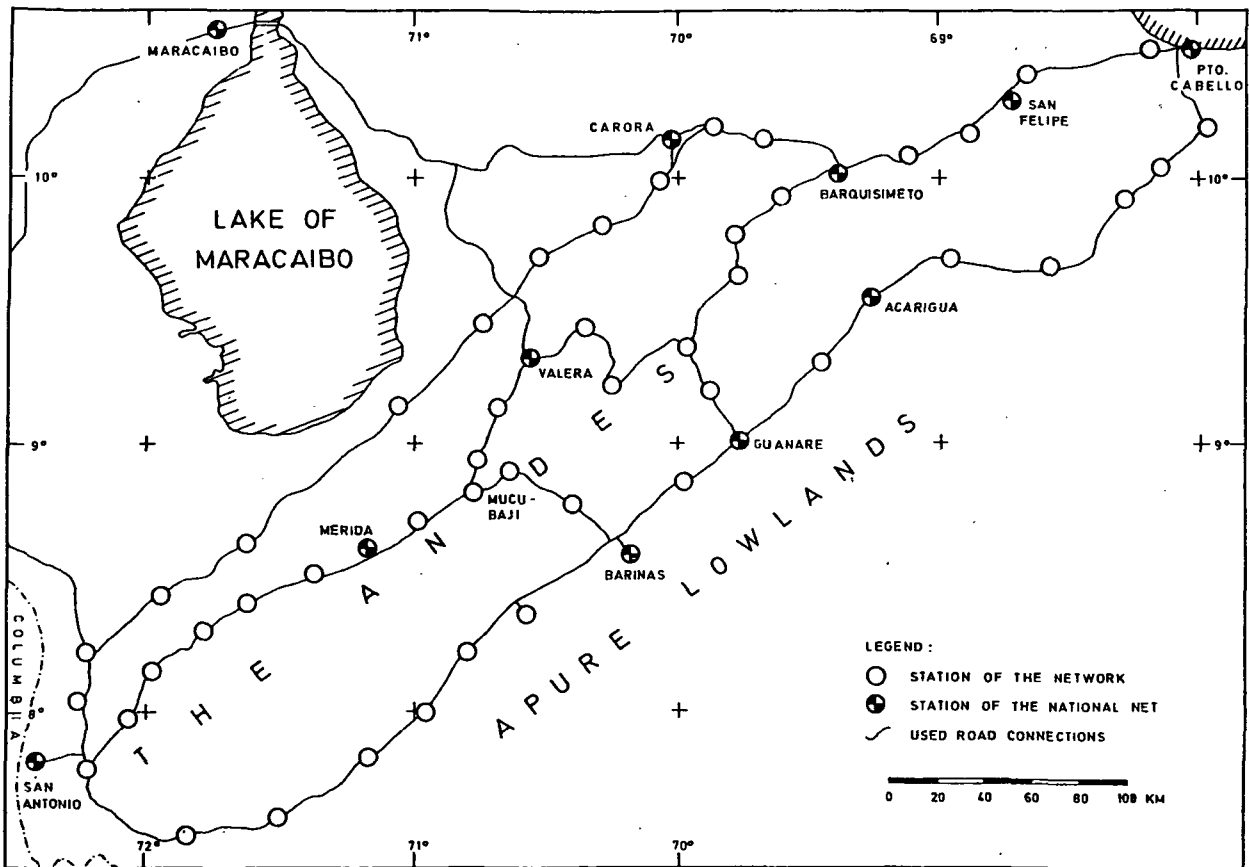 71°
70°
69°
MARACAIBO
PTO.
CABELLO
SAN
FELIPE
CARORA
10°
10°
BARQUISIMETO
LAKE OF
MARACAIBO
ACARIGUA
VALERA
9°
9°
GUANARE
MUCU-
BAJI
MERIDA
BARINAS
THE ANDES
APURE LOWLANDS
COLUMBIA
8°
SAN
ANTONIO
72°
71°
70°
LEGEND:
STATION OF THE NETWORK
STATION OF THE NATIONAL NET
USED ROAD CONNECTIONS
0 20 40 60 80 100 KM